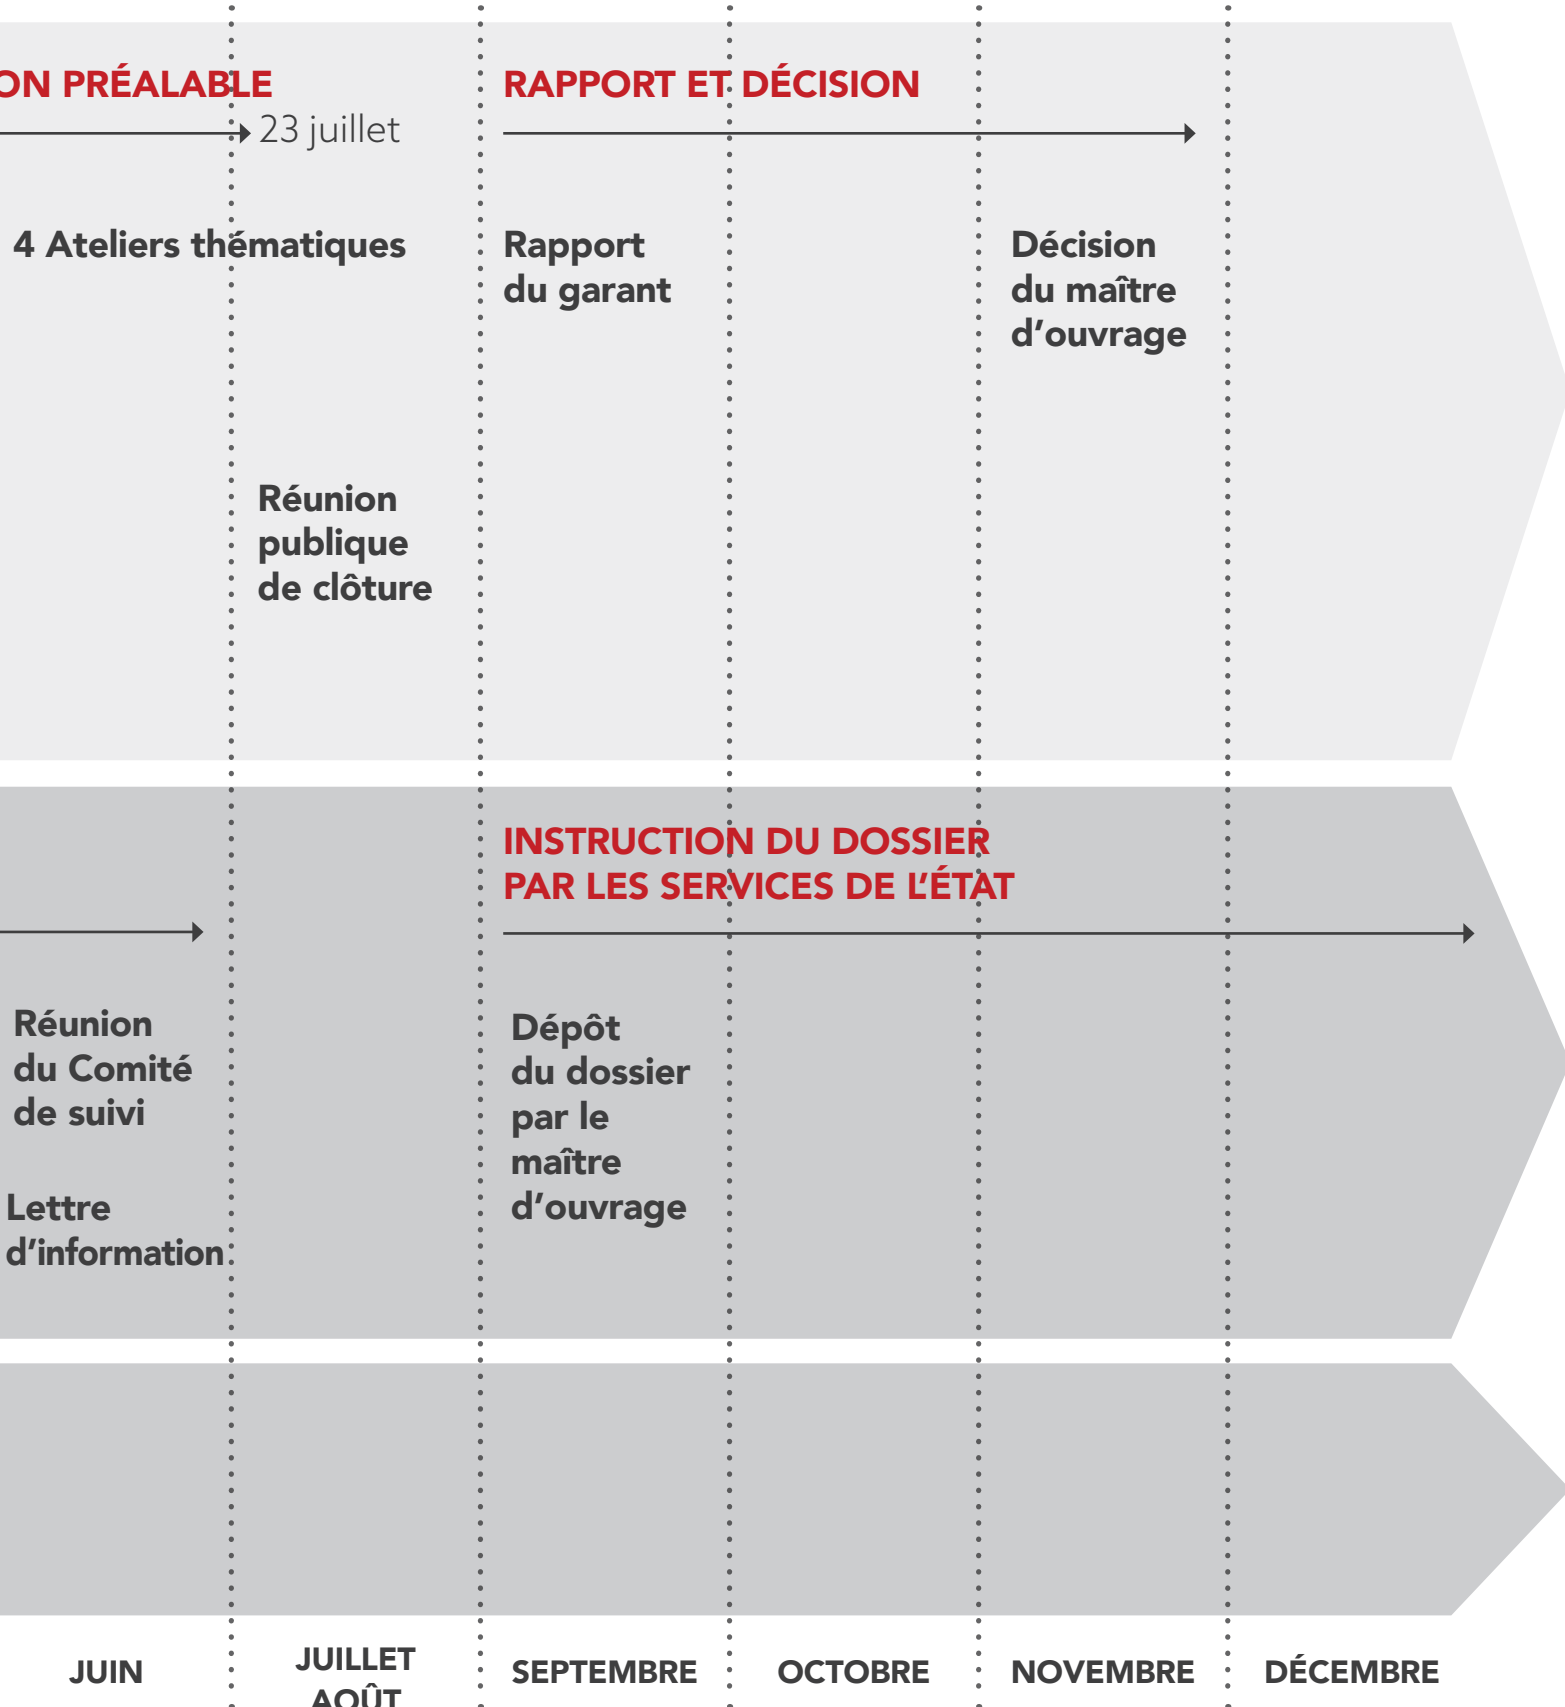 ON PRÉALABLE
23 juillet
4 Ateliers thématiques
Réunion
publique
de clôture
RAPPORT ET DÉCISION
Rapport
du garant
Décision
du maître
d’ouvrage
Réunion
du Comité
de suivi
Lettre
d’information
INSTRUCTION DU DOSSIER
PAR LES SERVICES DE L’ÉTAT
Dépôt
du dossier
par le
maître
d’ouvrage
JUIN
JUILLET
AOÛT
SEPTEMBRE
OCTOBRE
NOVEMBRE
DÉCEMBRE